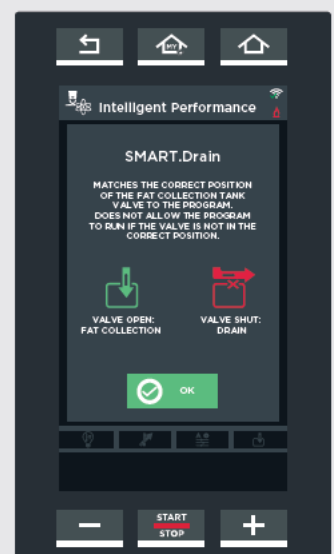 MY
Intelligent Performance
SMART.Drain
MATCHES THE CORRECT POSITION
OF THE FAT COLLECTION TANK
VALVE TO THE PROGRAM.
DOES NOT ALLOW THE PROGRAM
TO RUN IF THE VALVE IS NOT IN THE
CORRECT POSITION.
VALVE OPEN:
FAT COLLECTION
VALVE SHUT:
DRAIN
OK
START
STOP